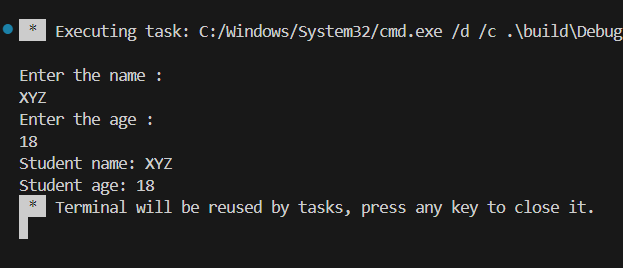 * Executing task: C:/Windows/System32/cmd.exe /d /c .\build\Debug
Enter the name :
XYZ
Enter the age :
18
Student name: XYZ
Student age: 18
* Terminal will be reused by tasks, press any key to close it.